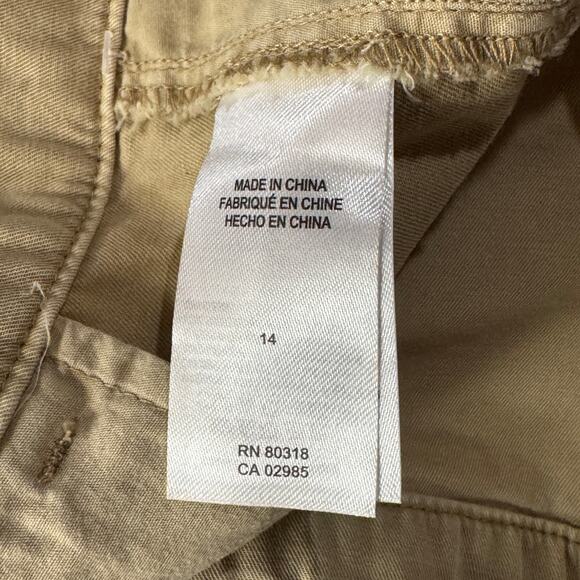 MADE IN CHINA
FABRIQUÉ EN CHINE
HECHO EN CHINA
14
RN 80318
CA 02985